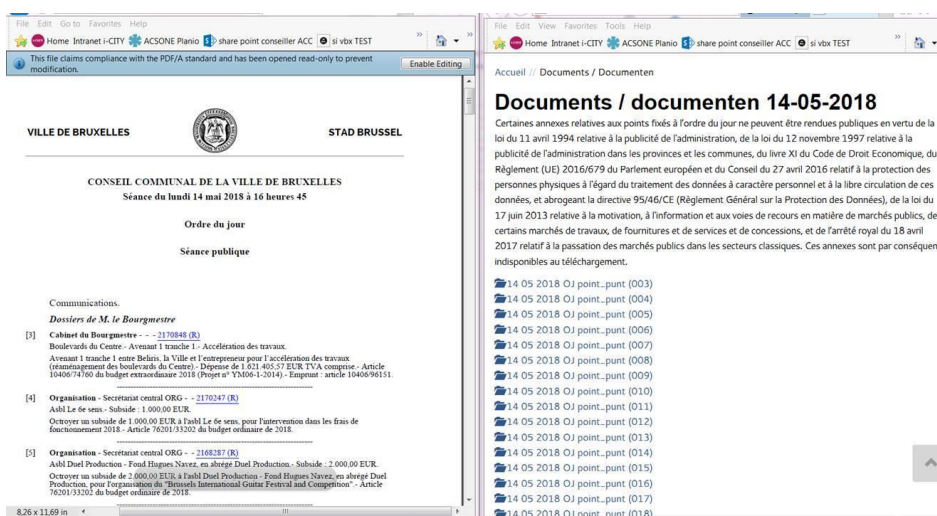 File Edit Go to Favorites Help
Home Intranet i-CITY ACSONE Planio share point conseiller ACC si vbx TEST »
This file claims compliance with the PDF/A standard and has been opened read-only to prevent
modification.
Enable Editing
VILLE DE BRUXELLES
STAD BRUSSEL
CONSEIL COMMUNAL DE LA VILLE DE BRUXELLES
Séance du lundi 14 mai 2018 à 16 heures 45
Ordre du jour
Séance publique
Communications.
Dossiers de M. le Bourgmestre
[3] Cabinet du Bourgmestre - - - 2170848 (R)
Boulevards du Centre.- Avenant 1 tranche 1.- Accélération des travaux.
Avenant 1 tranche 1 entre Beliris, la Ville et l'entrepreneur pour l'accélération des travaux
(réaménagement des boulevards du Centre).- Dépense de 1.621.405,57 EUR TVA comprise.- Article
10406/74760 du budget extraordinaire 2018 (Projet n° YM06-1-2014).- Emprunt : article 10406/96151.
[4] Organisation - Secrétariat central ORG - - 2170247 (R)
Asbl Le 6e sens.- Subside : 1.000,00 EUR.
Octroyer un subside de 1.000,00 EUR à l'asbl Le 6e sens, pour l'intervention dans les frais de
fonctionnement 2018.- Article 76201/33202 du budget ordinaire de 2018.
[5] Organisation - Secrétariat central ORG - - 2168287 (R)
Asbl Duel Production - Fond Hugues Navez, en abrégé Duel Production.- Subside : 2.000,00 EUR.
Octroyer un subside de 2.000,00 EUR à l'asbl Duel Production - Fond Hugues Navez, en abrégé Duel
Production, pour l'organisation du "Brussels International Guitar Festival and Competition".- Article
76201/33202 du budget ordinaire de 2018.
8,26 x 11,69 in
File Edit View Favorites Tools Help
Home Intranet i-CITY ACSONE Planio share point conseiller ACC si vbx TEST »
Accueil // Documents / Documenten
Documents / documenten 14-05-2018
Certaines annexes relatives aux points fixés à l'ordre du jour ne peuvent être rendues publiques en vertu de la
loi du 11 avril 1994 relative à la publicité de l'administration, de la loi du 12 novembre 1997 relative à la
publicité de l'administration dans les provinces et les communes, du livre XI du Code de Droit Economique, du
Règlement (UE) 2016/679 du Parlement européen et du Conseil du 27 avril 2016 relatif à la protection des
personnes physiques à l'égard du traitement des données à caractère personnel et à la libre circulation de ces
données, et abrogeant la directive 95/46/CE (Règlement Général sur la Protection des Données), de la loi du
17 juin 2013 relative à la motivation, à l'information et aux voies de recours en matière de marchés publics, de
certains marchés de travaux, de fournitures et de services et de concessions, et de l'arrêté royal du 18 avril
2017 relatif à la passation des marchés publics dans les secteurs classiques. Ces annexes sont par conséquen
indisponibles au téléchargement.
14 05 2018 OJ point_punt (003)
14 05 2018 OJ point_punt (004)
14 05 2018 OJ point_punt (005)
14 05 2018 OJ point_punt (006)
14 05 2018 OJ point_punt (007)
14 05 2018 OJ point_punt (008)
14 05 2018 OJ point_punt (009)
14 05 2018 OJ point_punt (010)
14 05 2018 OJ point_punt (011)
14 05 2018 OJ point_punt (012)
14 05 2018 OJ point_punt (013)
14 05 2018 OJ point_punt (014)
14 05 2018 OJ point_punt (015)
14 05 2018 OJ point_punt (016)
14 05 2018 OJ point_punt (017)
14 05 2018 OJ point_punt (018)